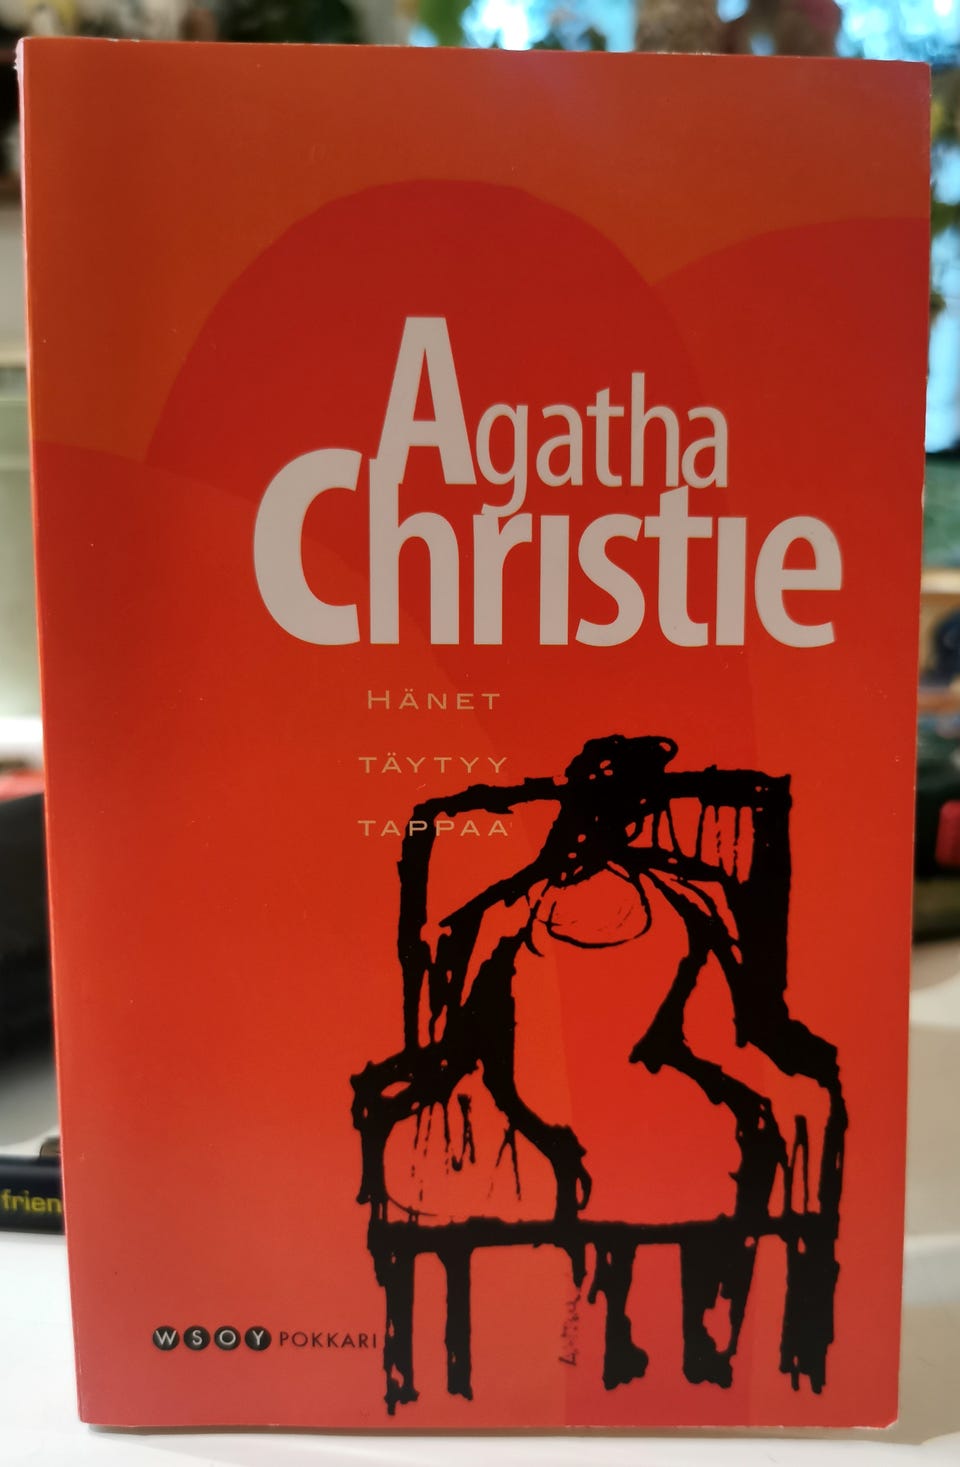 Agatha
Christie
HÄNET
TÄYTYY
TAPPAA
WSOY POKKARI
frien